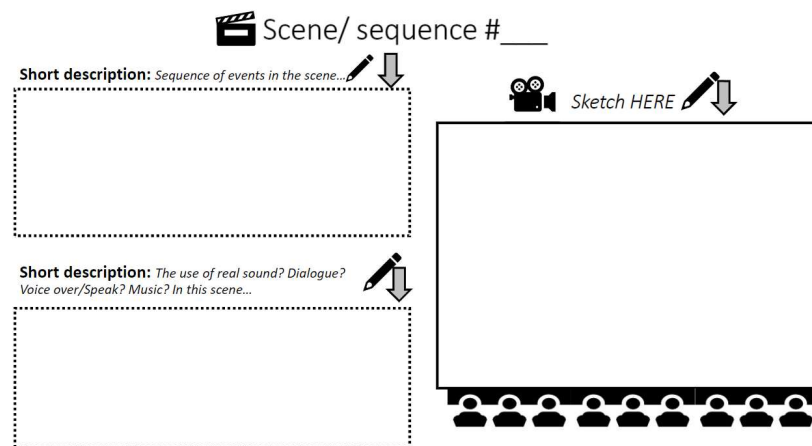 Scene/ sequence #___
Short description: Sequence of events in the scene...
Sketch HERE
Short description: The use of real sound? Dialogue?
Voice over/Speak? Music? In this scene...